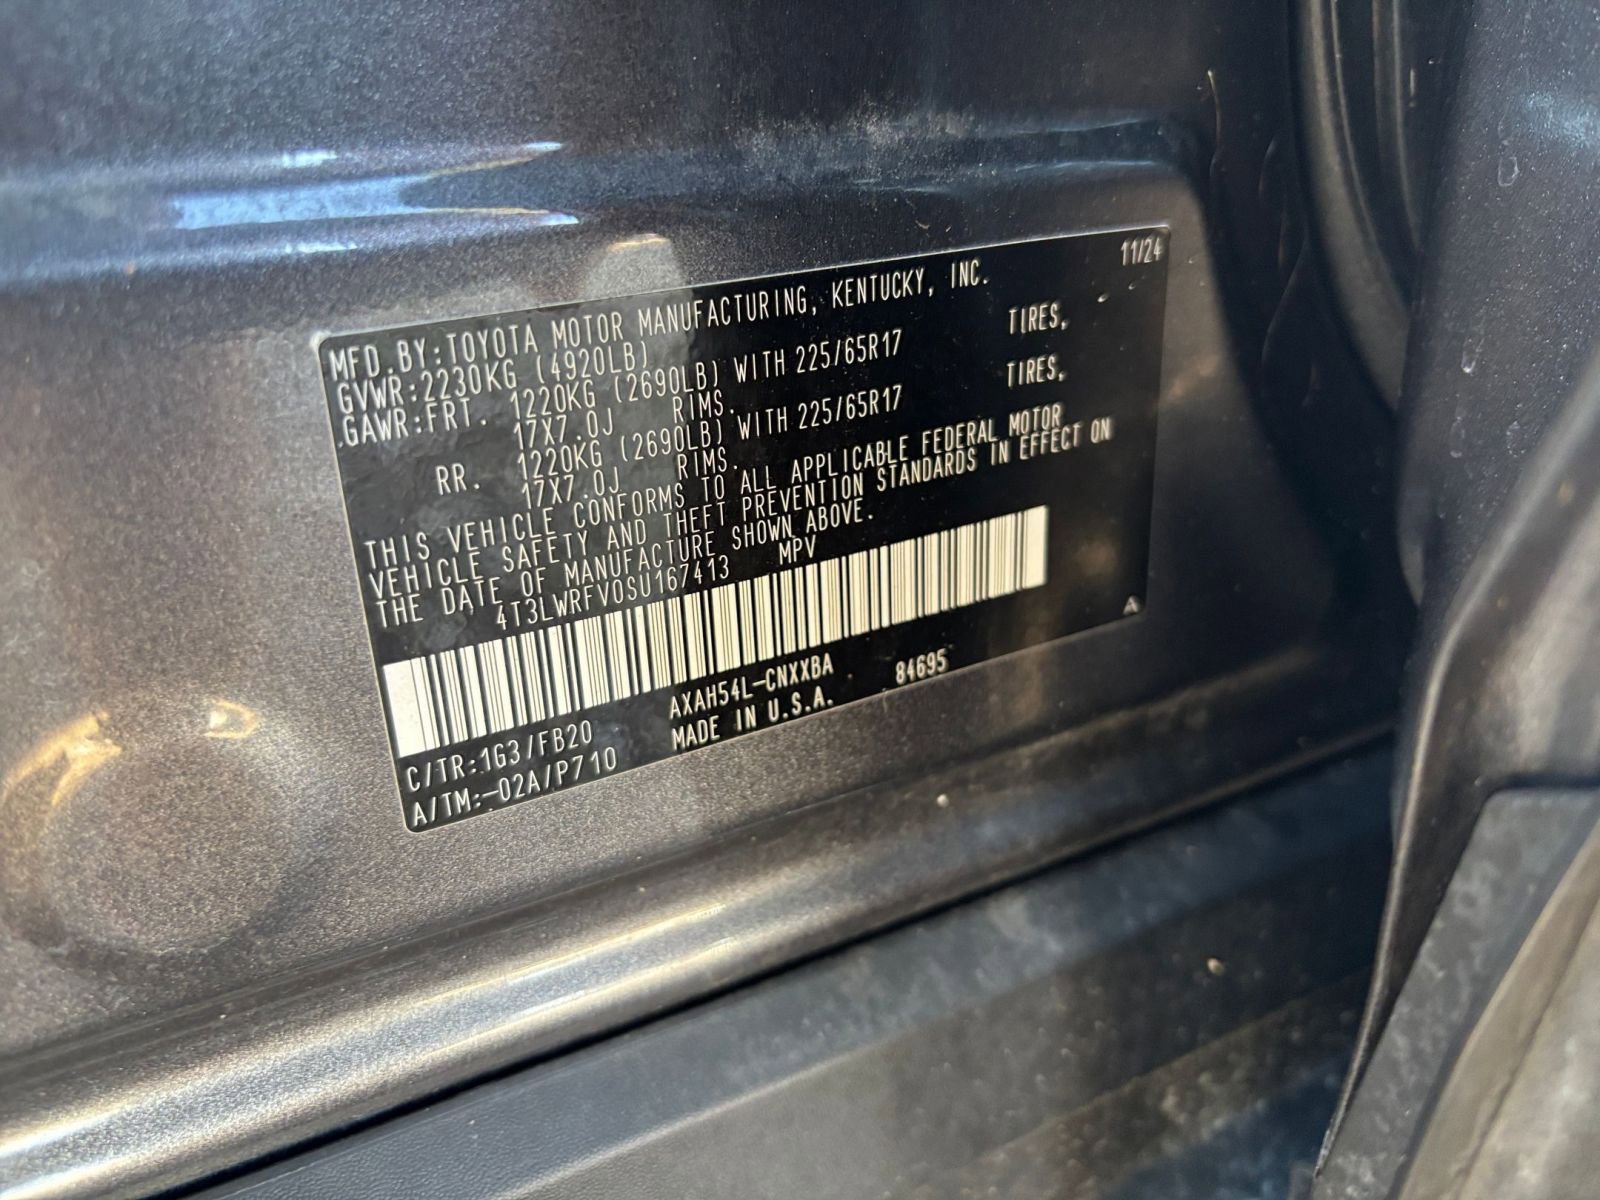 11/24
MFD.BY:TOYOTA MOTOR MANUFACTURING, KENTUCKY, INC.
GVWR:2230KG (4920LB)
GAWR:FRT. 1220KG (2690LB) WITH 225/65R17 TIRES,
17X7.0J RIMS.
RR. 1220KG (2690LB) WITH 225/65R17 TIRES,
17X7.0J RIMS.
THIS VEHICLE CONFORMS TO ALL APPLICABLE FEDERAL MOTOR
VEHICLE SAFETY AND THEFT PREVENTION STANDARDS IN EFFECT ON
THE DATE OF MANUFACTURE SHOWN ABOVE.
4T3LWRFV0SU167413 MPV
A
C/TR:1G3/FB20 AXAH54L-CNXXBA 84695
A/TM:-02A/P710 MADE IN U.S.A.